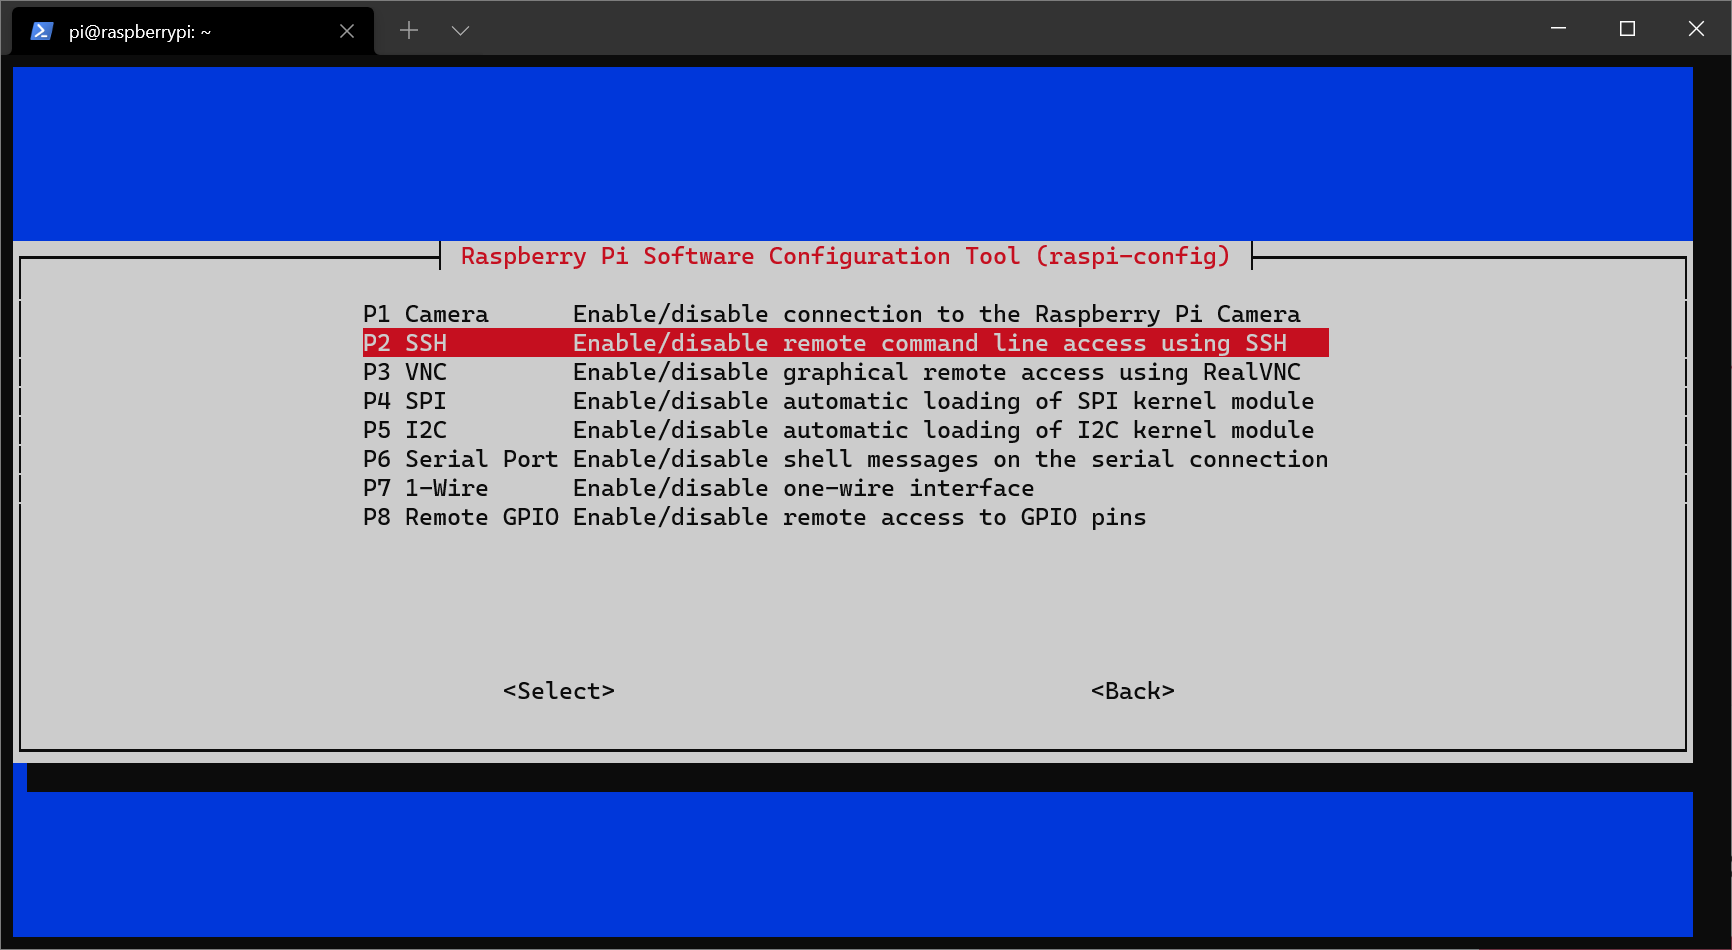 pi@raspberrypi: ~
Raspberry Pi Software Configuration Tool (raspi-config)
P1 Camera Enable/disable connection to the Raspberry Pi Camera
P2 SSH Enable/disable remote command line access using SSH
P3 VNC Enable/disable graphical remote access using RealVNC
P4 SPI Enable/disable automatic loading of SPI kernel module
P5 I2C Enable/disable automatic loading of I2C kernel module
P6 Serial Port Enable/disable shell messages on the serial connection
P7 1-Wire Enable/disable one-wire interface
P8 Remote GPIO Enable/disable remote access to GPIO pins
<Select> <Back>